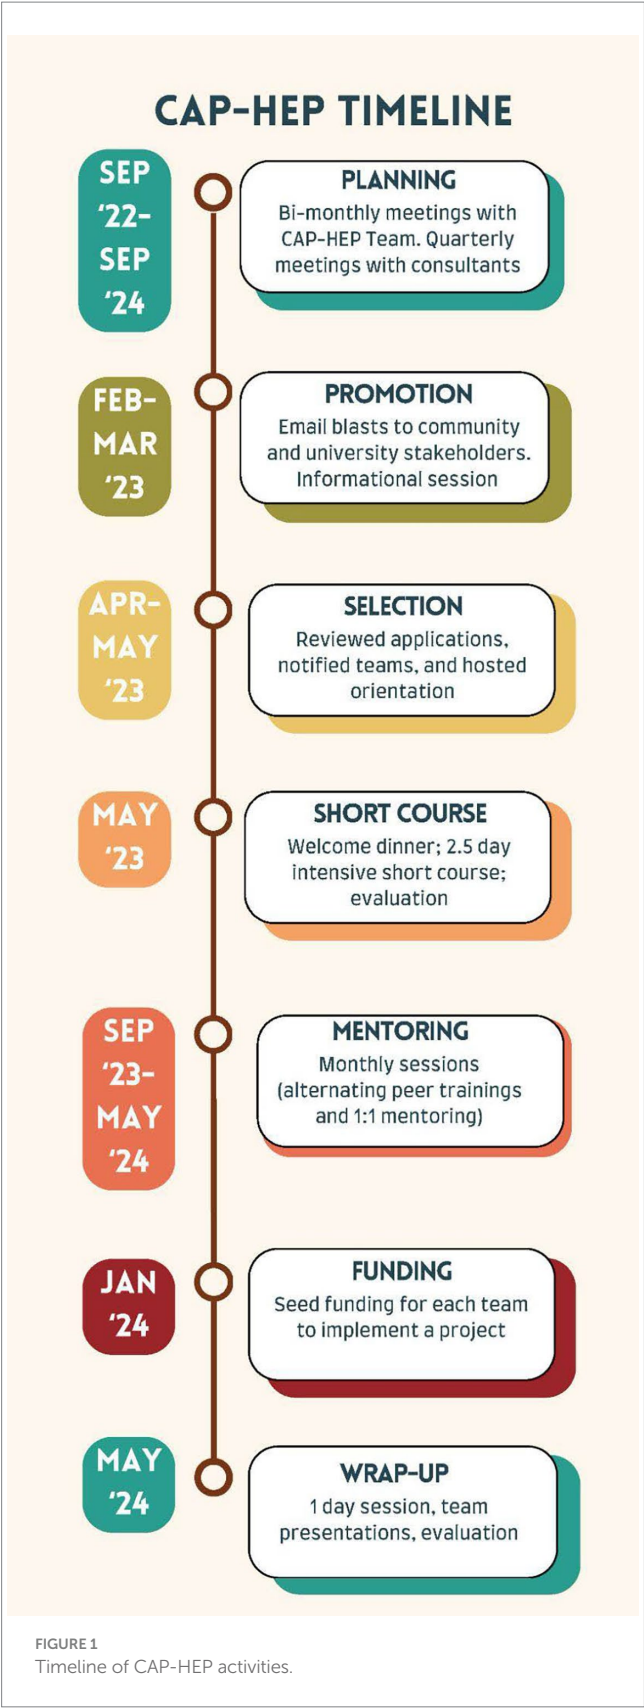 CAP-HEP TIMELINE
SEP
‘22-
SEP
‘24
PLANNING
Bi-monthly meetings with
CAP-HEP Team. Quarterly
meetings with consultants
FEB-
MAR
‘23
PROMOTION
Email blasts to community
and university stakeholders.
Informational session
APR-
MAY
‘23
SELECTION
Reviewed applications,
notified teams, and hosted
orientation
MAY
‘23
SHORT COURSE
Welcome dinner; 2.5 day
intensive short course;
evaluation
SEP
‘23-
MAY
‘24
MENTORING
Monthly sessions
(alternating peer trainings
and 1:1 mentoring)
JAN
‘24
FUNDING
Seed funding for each team
to implement a project
MAY
‘24
WRAP-UP
1 day session, team
presentations, evaluation
FIGURE 1
Timeline of CAP-HEP activities.